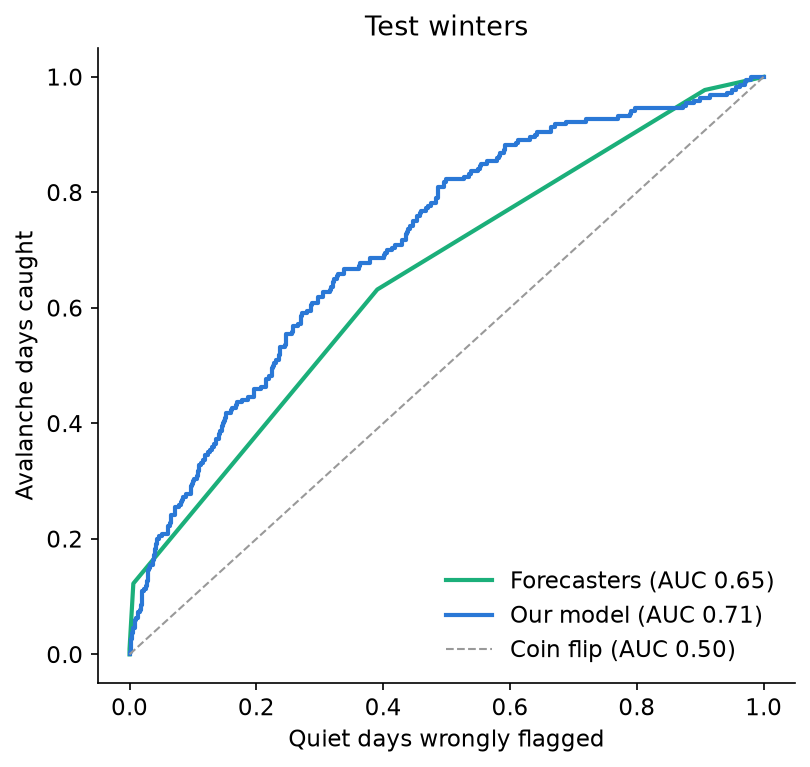 Test winters
Avalanche days caught
1.0
0.8
0.6
0.4
0.2
0.0
Forecasters (AUC 0.65)
Our model (AUC 0.71)
Coin flip (AUC 0.50)
0.0 0.2 0.4 0.6 0.8 1.0
Quiet days wrongly flagged